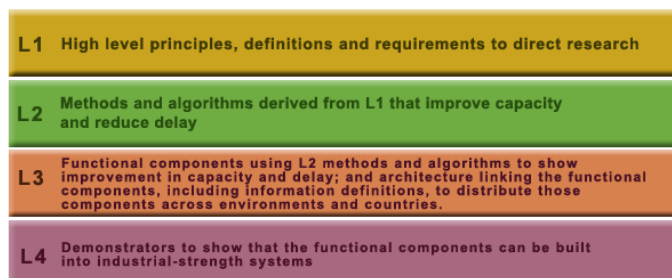 L1 High level principles, definitions and requirements to direct research
L2 Methods and algorithms derived from L1 that improve capacity
and reduce delay
L3 Functional components using L2 methods and algorithms to show
improvement in capacity and delay; and architecture linking the functional
components, including information definitions, to distribute those
components across environments and countries.
L4 Demonstrators to show that the functional components can be built
into industrial-strength systems